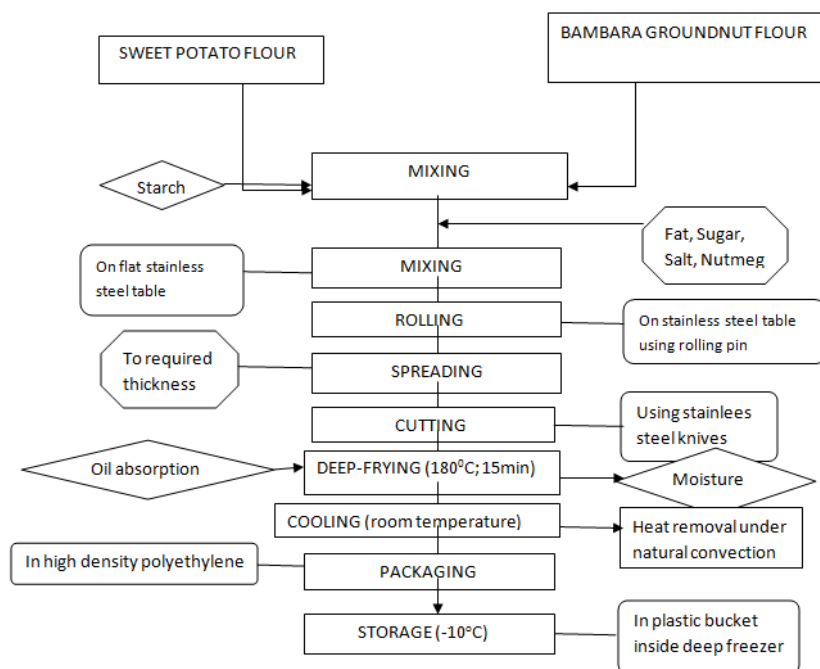 SWEET POTATO FLOUR
BAMBARA GROUNDNUT FLOUR
MIXING
Starch
Fat, Sugar,
Salt, Nutmeg
On flat stainless
steel table
MIXING
ROLLING
On stainless steel table
using rolling pin
To required
thickness
SPREADING
CUTTING
Using stainlees
steel knives
Oil absorption
DEEP-FRYING (180⁰C; 15min)
Moisture
COOLING (room temperature)
Heat removal under
natural convection
In high density polyethylene
PACKAGING
STORAGE (-10°C)
In plastic bucket
inside deep freezer